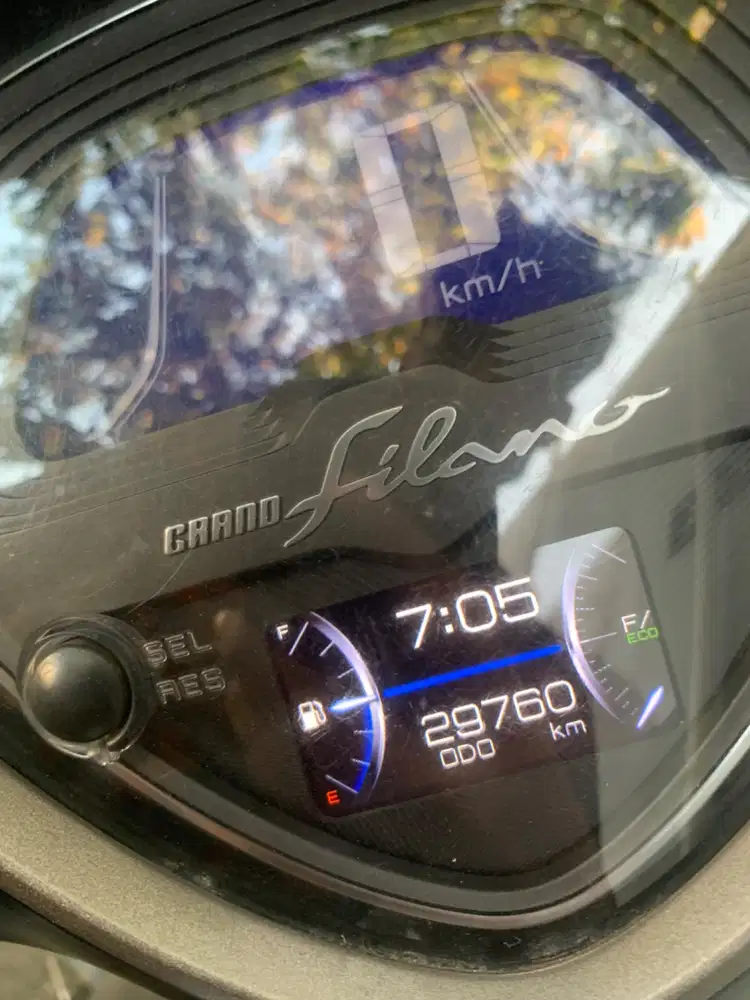 0
km/h
GRAND Filano
SEL
RES
F
7:05
F/
ECO
29760
ODO km
E